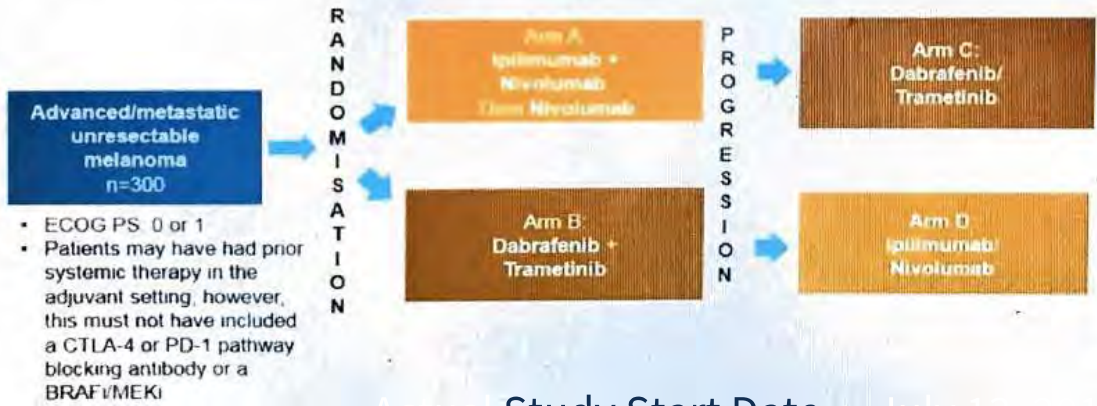 RANDOMISATION
Arm A:
Ipilimumab +
Nivolumab
Then Nivolumab
PROGRESSION
Arm C:
Dabrafenib/
Trametinib
Advanced/metastatic
unresectable
melanoma
n=300
Arm B:
Dabrafenib +
Trametinib
Arm D:
Ipilimumab/
Nivolumab
• ECOG PS: 0 or 1
• Patients may have had prior
systemic therapy in the
adjuvant setting, however,
this must not have included
a CTLA-4 or PD-1 pathway
blocking antibody or a
BRAFi/MEKi
Study Start Date